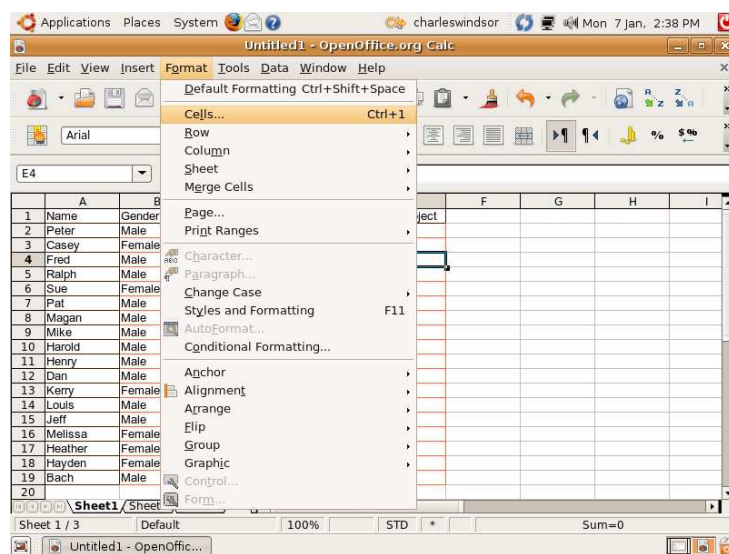 Applications Places System charleswindsor Mon 7 Jan, 2:38 PM
Untitled1 - OpenOffice.org Calc
File Edit View Insert Format Tools Data Window Help
Default Formatting Ctrl+Shift+Space
Cells... Ctrl+1
Row
Column
Sheet
Merge Cells
Page...
Print Ranges
Character...
Paragraph...
Change Case
Styles and Formatting F11
AutoFormat...
Conditional Formatting...
Anchor
Alignment
Arrange
Flip
Group
Graphic
Control...
Form...
Arial
E4
A B F G H I
1 Name Gender ject
2 Peter Male
3 Casey Female
4 Fred Male
5 Ralph Male
6 Sue Female
7 Pat Male
8 Magan Male
9 Mike Male
10 Harold Male
11 Henry Male
12 Dan Male
13 Kerry Female
14 Louis Male
15 Jeff Male
16 Melissa Female
17 Heather Female
18 Hayden Female
19 Bach Male
20
Sheet1 Sheet
Sheet 1 / 3 Default 100% STD * Sum=0
Untitled1 - OpenOffic...